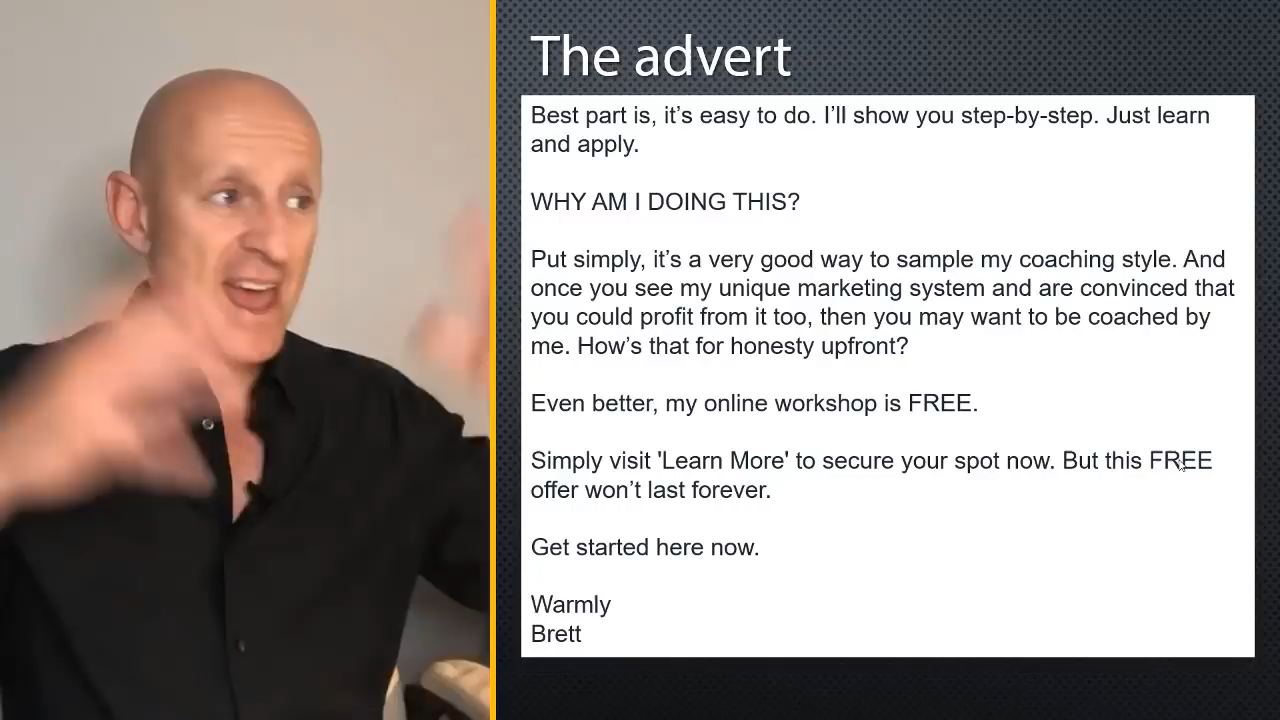 The advert
Best part is, it’s easy to do. I’ll show you step-by-step. Just learn
and apply.
WHY AM I DOING THIS?
Put simply, it’s a very good way to sample my coaching style. And
once you see my unique marketing system and are convinced that
you could profit from it too, then you may want to be coached by
me. How’s that for honesty upfront?
Even better, my online workshop is FREE.
Simply visit 'Learn More' to secure your spot now. But this FREE
offer won’t last forever.
Get started here now.
Warmly
Brett